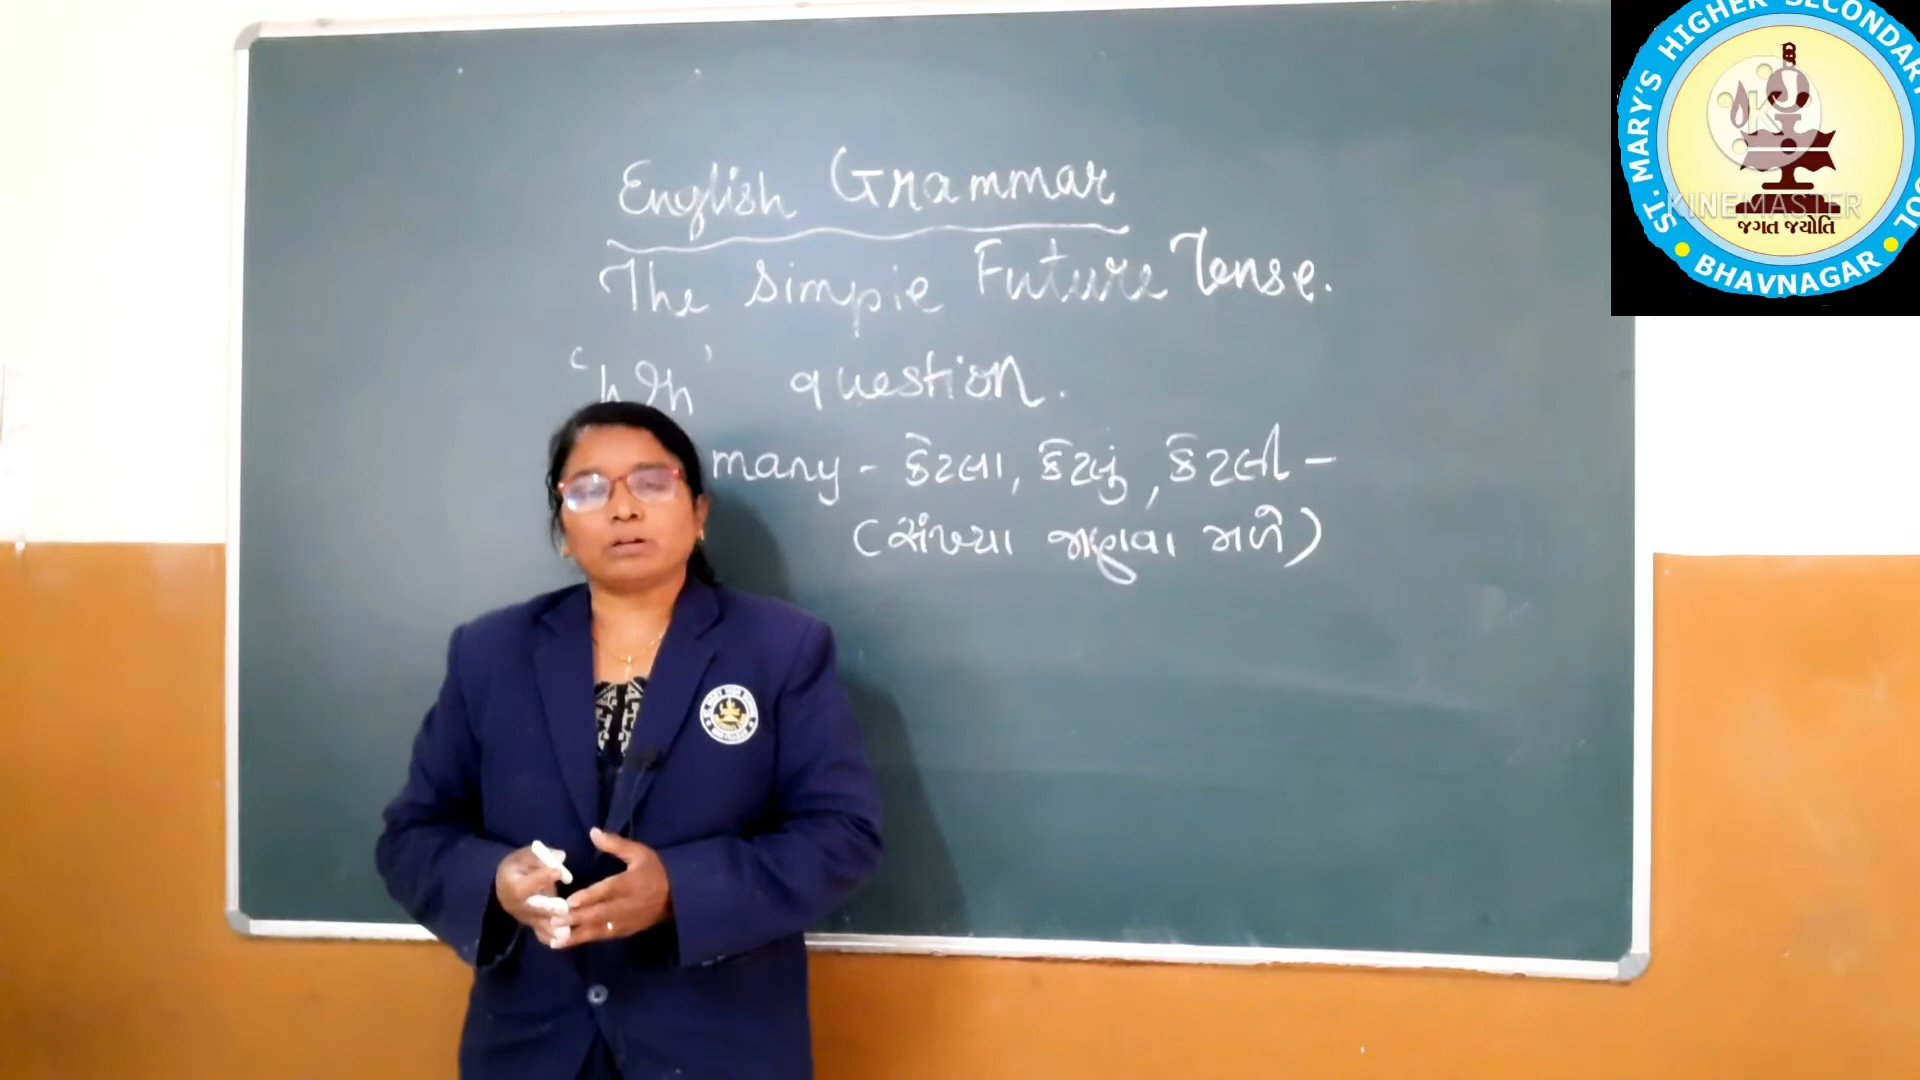 English Grammar
The Simple Future Tense.
'Wh' question.
many - કેટલા, કેટલું, કેટલી -
(સંખ્યા જાણવા મળે)
ST. MARY'S HIGHER SECONDARY
BHAVNAGAR
જગત જ્યોતિ
KINEMASTER